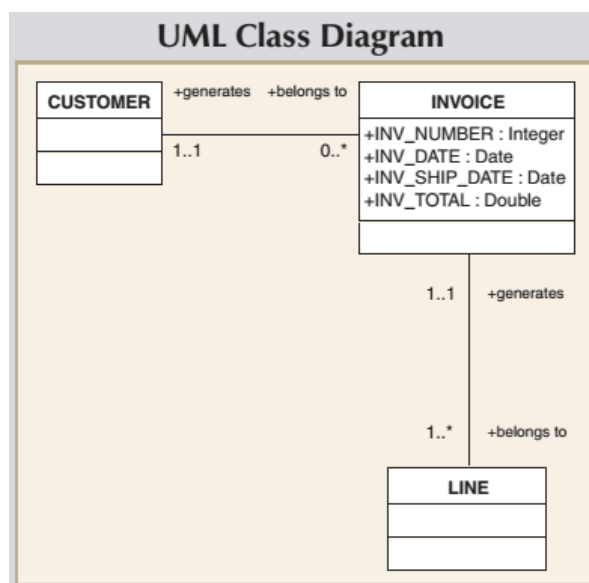 UML Class Diagram
CUSTOMER
+generates +belongs to
1..1 0..*
INVOICE
+INV_NUMBER : Integer
+INV_DATE : Date
+INV_SHIP_DATE : Date
+INV_TOTAL : Double
1..1 +generates
1..* +belongs to
LINE